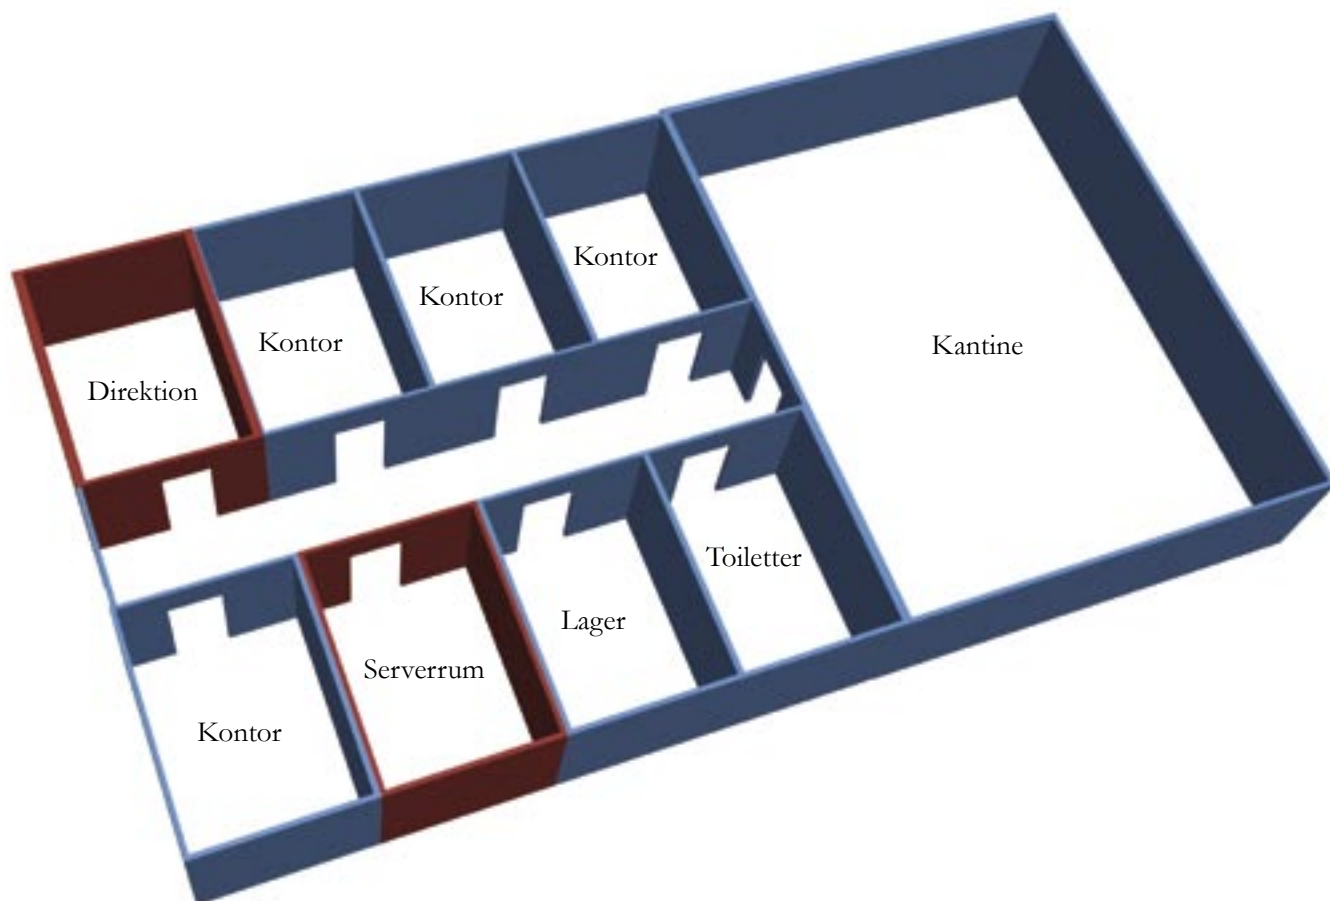 Kontor
Kontor
Kontor
Kantine
Direktion
Toiletter
Lager
Serverrum
Kontor